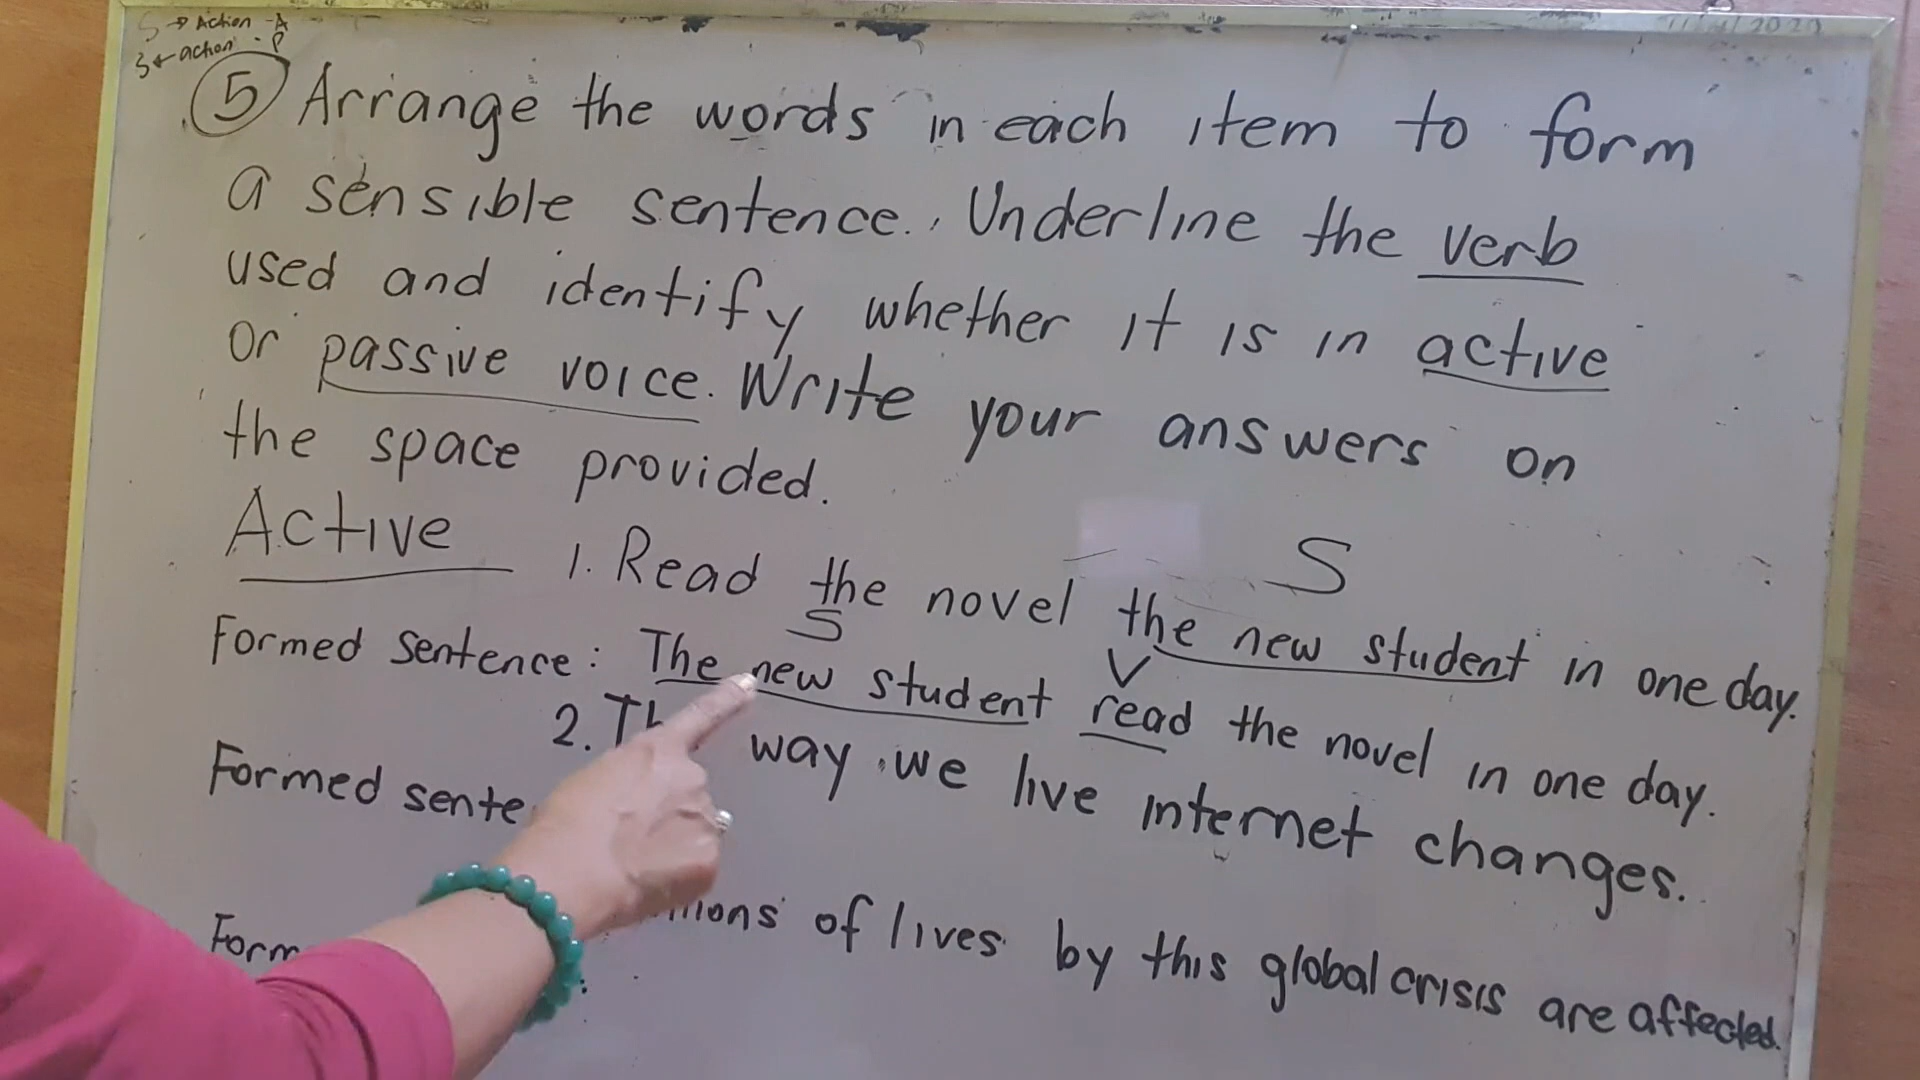 S → Action - A
S ← action - P
⑤ Arrange the words in each item to form
a sensible sentence. Underline the verb
used and identify whether it is in active
or passive voice. Write your answers on
the space provided.
S
Active 1. Read the novel the new student in one day.
S V
Formed sentence: The new student read the novel in one day.
2. Th way we live internet changes.
Formed sente
of lives by this global crisis are affected.
Form :